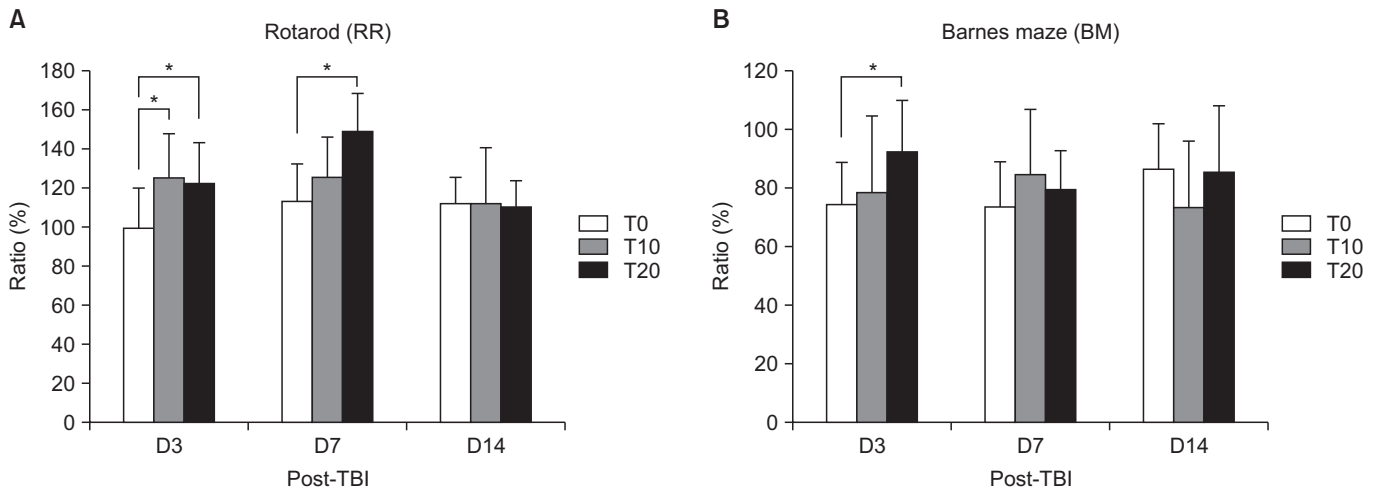 A
Rotarod (RR)
180
160
140
120
100
80
60
40
20
0
Ratio (%)
*
*
*
D3 D7 D14
Post-TBI
T0
T10
T20
B
Barnes maze (BM)
120
100
80
60
40
20
0
Ratio (%)
*
D3 D7 D14
Post-TBI
T0
T10
T20